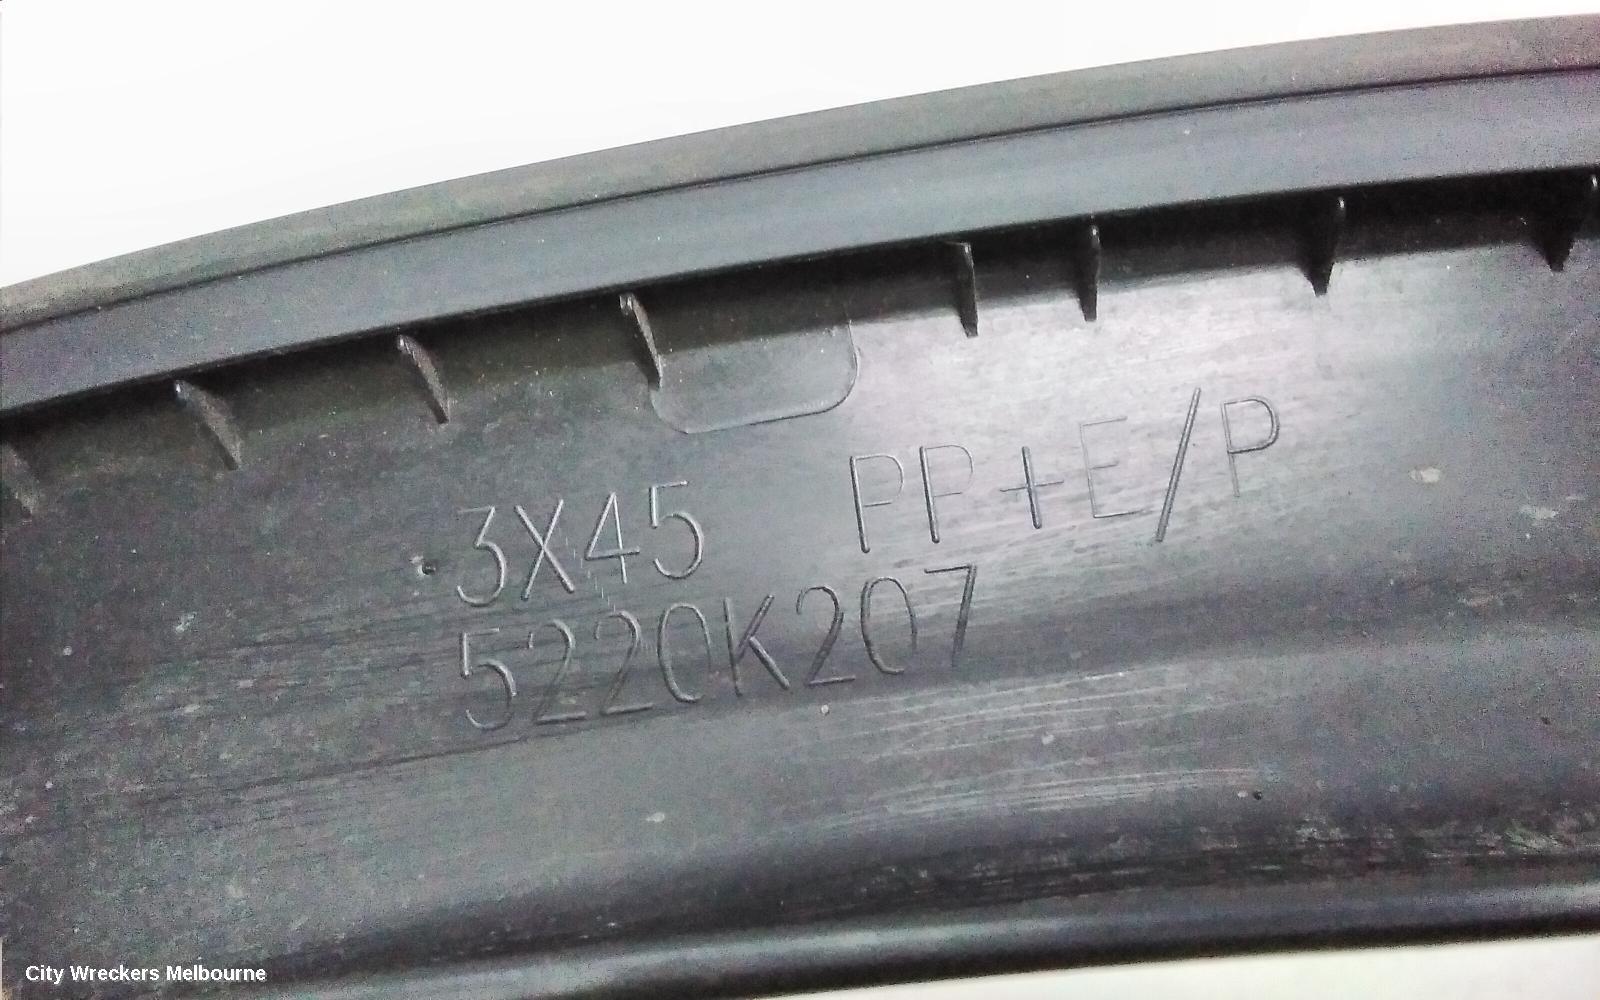 3X45 PP+E/P
5220K207
City Wreckers Melbourne